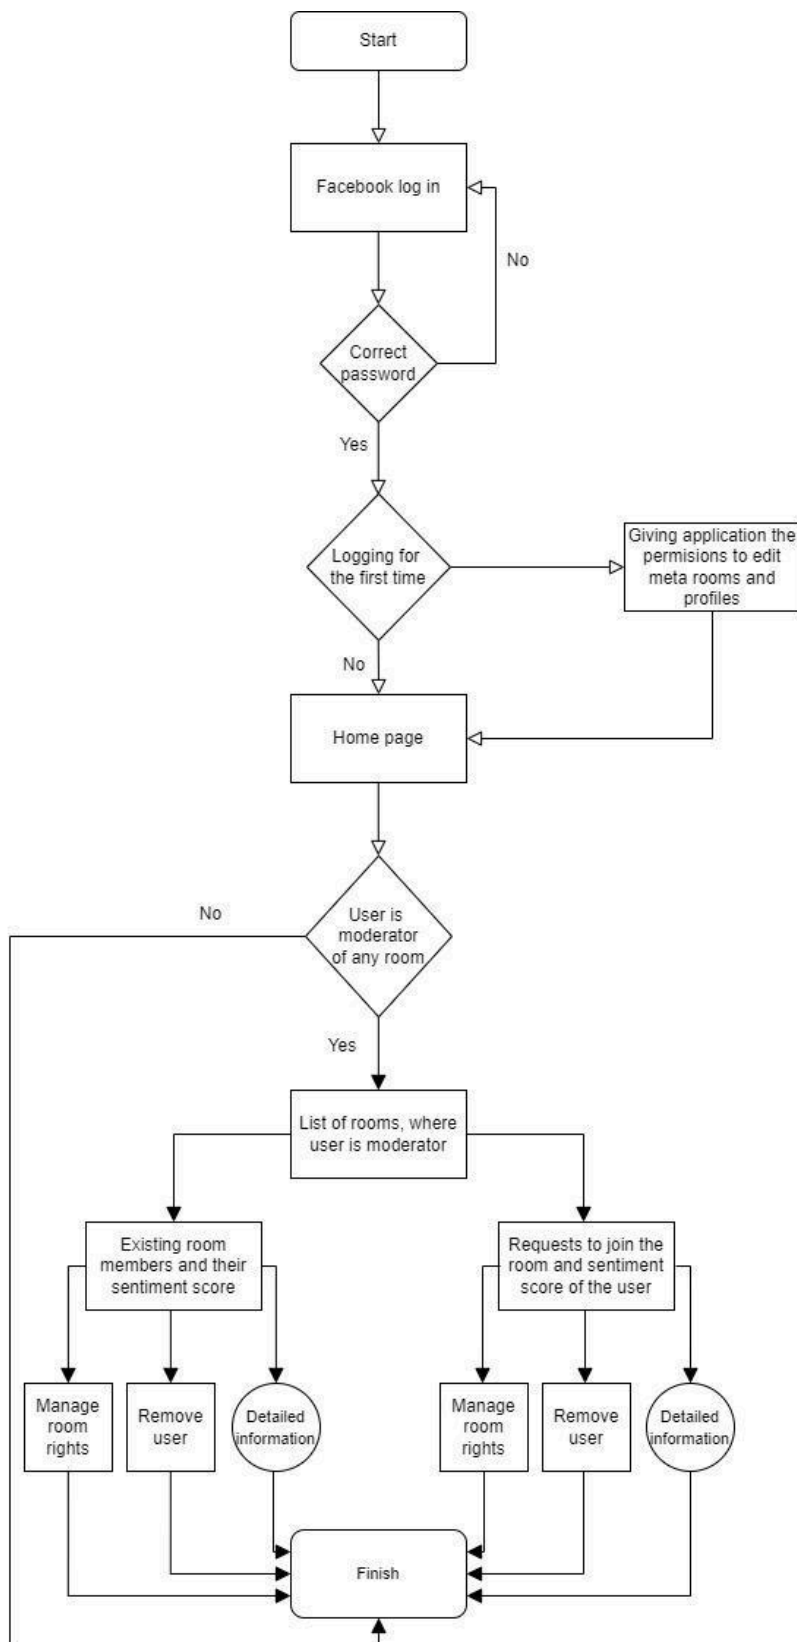 Start
Facebook log in
No
Correct
password
Yes
Logging for
the first time
Giving application the
permisions to edit
meta rooms and
profiles
No
Home page
No
User is
moderator
of any room
Yes
List of rooms, where
user is moderator
Existing room
members and their
sentiment score
Requests to join the
room and sentiment
score of the user
Manage
room
rights
Remove
user
Detailed
information
Manage
room
rights
Remove
user
Detailed
information
Finish